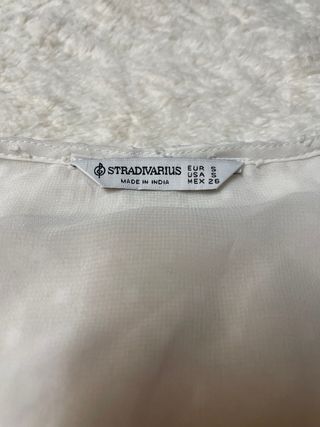 STRADIVARIUS
MADE IN INDIA
EUR S
USA S
MEX 26